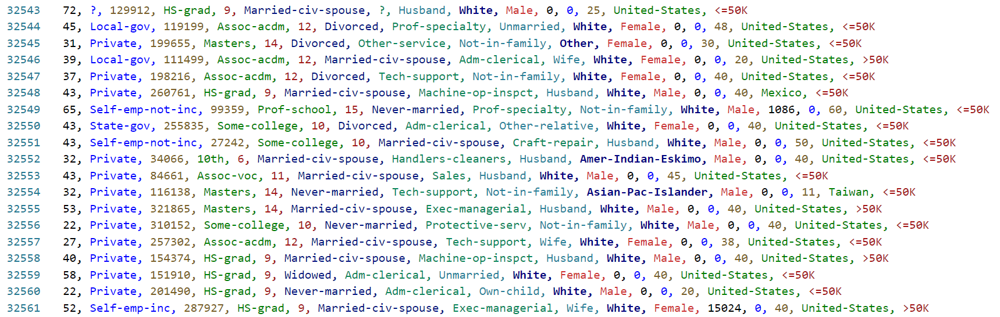 32543 72, ?, 129912, HS-grad, 9, Married-civ-spouse, ?, Husband, White, Male, 0, 0, 25, United-States, <=50K
32544 45, Local-gov, 119199, Assoc-acdm, 12, Divorced, Prof-specialty, Unmarried, White, Female, 0, 0, 48, United-States, <=50K
32545 31, Private, 199655, Masters, 14, Divorced, Other-service, Not-in-family, Other, Female, 0, 0, 30, United-States, <=50K
32546 39, Local-gov, 111499, Assoc-acdm, 12, Married-civ-spouse, Adm-clerical, Wife, White, Female, 0, 0, 20, United-States, >50K
32547 37, Private, 198216, Assoc-acdm, 12, Divorced, Tech-support, Not-in-family, White, Female, 0, 0, 40, United-States, <=50K
32548 43, Private, 260761, HS-grad, 9, Married-civ-spouse, Machine-op-inspct, Husband, White, Male, 0, 0, 40, Mexico, <=50K
32549 65, Self-emp-not-inc, 99359, Prof-school, 15, Never-married, Prof-specialty, Not-in-family, White, Male, 1086, 0, 60, United-States, <=50K
32550 43, State-gov, 255835, Some-college, 10, Divorced, Adm-clerical, Other-relative, White, Female, 0, 0, 40, United-States, <=50K
32551 43, Self-emp-not-inc, 27242, Some-college, 10, Married-civ-spouse, Craft-repair, Husband, White, Male, 0, 0, 50, United-States, <=50K
32552 32, Private, 34066, 10th, 6, Married-civ-spouse, Handlers-cleaners, Husband, Amer-Indian-Eskimo, Male, 0, 0, 40, United-States, <=50K
32553 43, Private, 84661, Assoc-voc, 11, Married-civ-spouse, Sales, Husband, White, Male, 0, 0, 45, United-States, <=50K
32554 32, Private, 116138, Masters, 14, Never-married, Tech-support, Not-in-family, Asian-Pac-Islander, Male, 0, 0, 11, Taiwan, <=50K
32555 53, Private, 321865, Masters, 14, Married-civ-spouse, Exec-managerial, Husband, White, Male, 0, 0, 40, United-States, >50K
32556 22, Private, 310152, Some-college, 10, Never-married, Protective-serv, Not-in-family, White, Male, 0, 0, 40, United-States, <=50K
32557 27, Private, 257302, Assoc-acdm, 12, Married-civ-spouse, Tech-support, Wife, White, Female, 0, 0, 38, United-States, <=50K
32558 40, Private, 154374, HS-grad, 9, Married-civ-spouse, Machine-op-inspct, Husband, White, Male, 0, 0, 40, United-States, >50K
32559 58, Private, 151910, HS-grad, 9, Widowed, Adm-clerical, Unmarried, White, Female, 0, 0, 40, United-States, <=50K
32560 22, Private, 201490, HS-grad, 9, Never-married, Adm-clerical, Own-child, White, Male, 0, 0, 20, United-States, <=50K
32561 52, Self-emp-inc, 287927, HS-grad, 9, Married-civ-spouse, Exec-managerial, Wife, White, Female, 15024, 0, 40, United-States, >50K